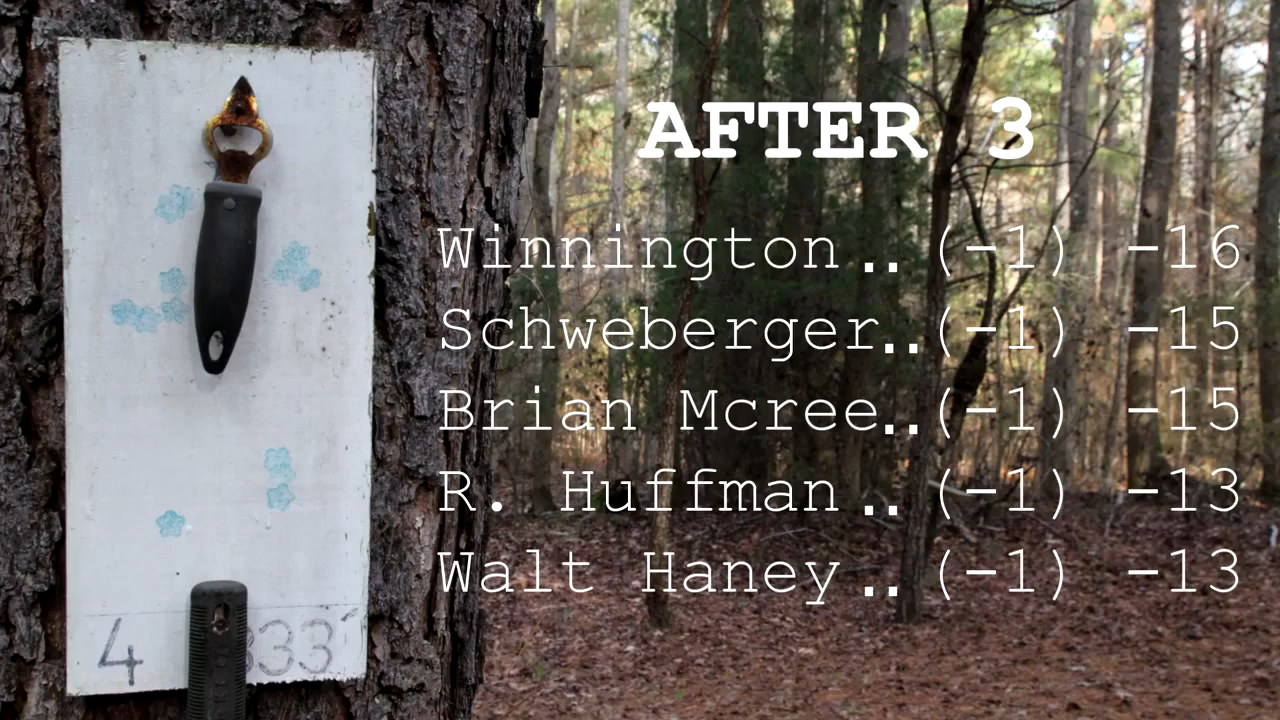 AFTER 3
Winnington .. (-1) -16
Schweberger..(-1) -15
Brian Mcree..(-1) -15
R. Huffman .. (-1) -13
Walt Haney .. (-1) -13
4 333'